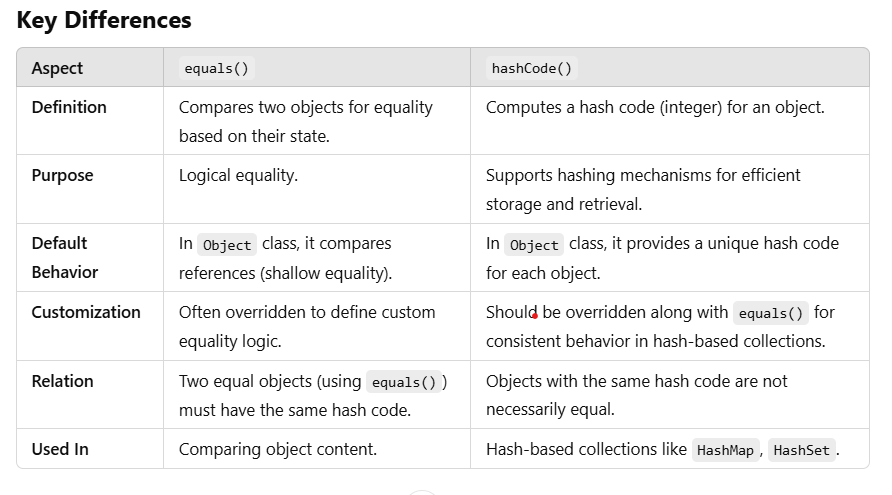 Key Differences
Aspect equals() hashCode()
Definition Compares two objects for equality Computes a hash code (integer) for an object.
based on their state.
Purpose Logical equality. Supports hashing mechanisms for efficient
storage and retrieval.
Default In Object class, it compares In Object class, it provides a unique hash code
Behavior references (shallow equality). for each object.
Customization Often overridden to define custom Should be overridden along with equals() for
equality logic. consistent behavior in hash-based collections.
Relation Two equal objects (using equals() ) Objects with the same hash code are not
must have the same hash code. necessarily equal.
Used In Comparing object content. Hash-based collections like HashMap , HashSet .